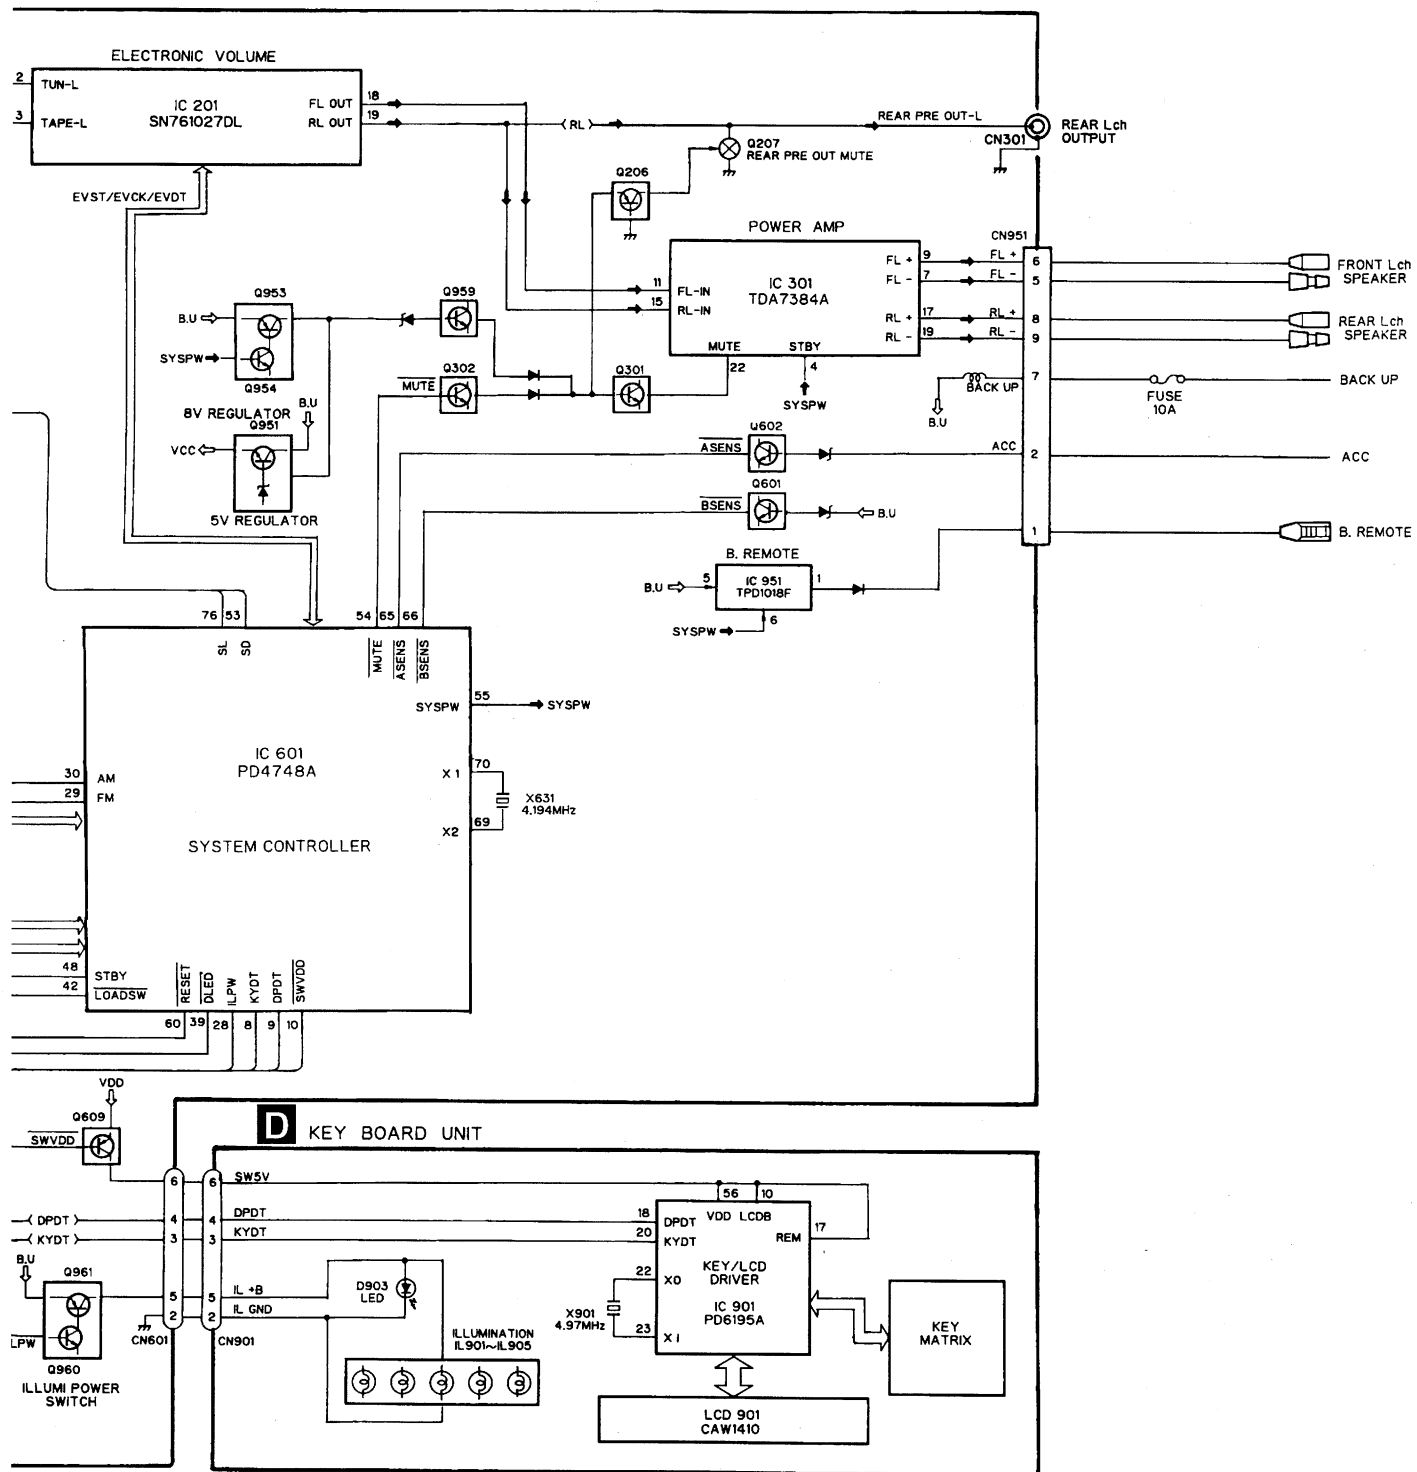 ELECTRONIC VOLUME
2 TUN-L
3 TAPE-L
IC 201
SN761027DL
FL OUT 18
RL OUT 19
EVST/EVCK/EVDT
(RL)
REAR PRE OUT-L
CN301
REAR Lch
OUTPUT
Q207
REAR PRE OUT MUTE
Q206
POWER AMP
IC 301
TDA7384A
11 FL-IN
15 RL-IN
FL + 9
FL - 7
RL + 17
RL - 19
MUTE
22
STBY
4
SYSPW
CN951
FL + 6
FL - 5
RL + 8
RL - 9
7
BACK UP
B.U
FRONT Lch
SPEAKER
REAR Lch
SPEAKER
FUSE
10A
BACK UP
ACC 2
ACC
1
B. REMOTE
Q953
B.U
SYSPW
Q954
8V REGULATOR
Q959
MUTE
Q302
Q301
Q951
B.U
VCC
5V REGULATOR
ASENS
Q602
BSENS
Q601
B.U
B. REMOTE
B.U
5
IC 951
TPD1018F
1
6
SYSPW
76 53
SL
SD
54 65 66
MUTE
ASENS
BSENS
SYSPW 55
SYSPW
IC 601
PD4748A
SYSTEM CONTROLLER
X 1 70
X2 69
X631
4.194MHz
30 AM
29 FM
48 STBY
42 LOADSW
RESET
DLED
ILPW
KYDT
DPDT
SWVDD
60 39 28 8 9 10
VDD
Q609
SWVDD
D KEY BOARD UNIT
6 6 SW5V
(DPDT) 4 4 DPDT
(KYDT) 3 3 KYDT
B.U
Q961
5 5 IL +B
2 2 IL GND
CN601
CN901
LPW
Q960
ILLUMI POWER
SWITCH
D903
LED
ILLUMINATION
IL901~IL905
56 10
VDD LCDB
18 DPDT
20 KYDT
REM 17
KEY/LCD
DRIVER
IC 901
PD6195A
22 X0
23 X1
X901
4.97MHz
KEY
MATRIX
LCD 901
CAW1410